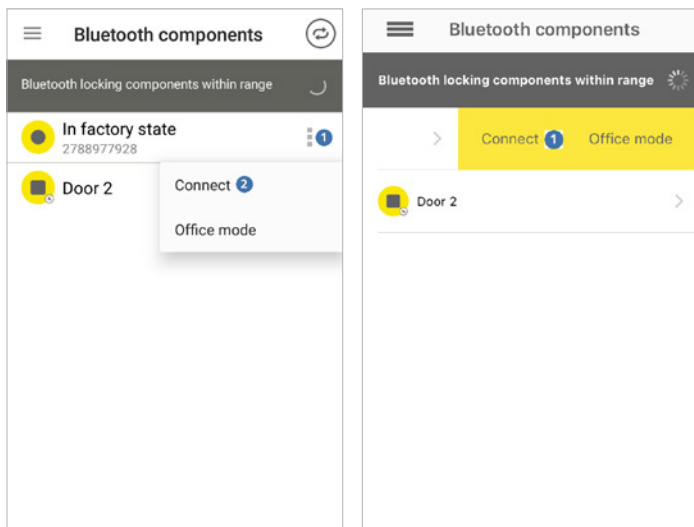 Bluetooth components
Bluetooth locking components within range
In factory state
1
2788977928
Door 2
Connect 2
Office mode
Bluetooth components
Bluetooth locking components within range
Connect 1 Office mode
Door 2